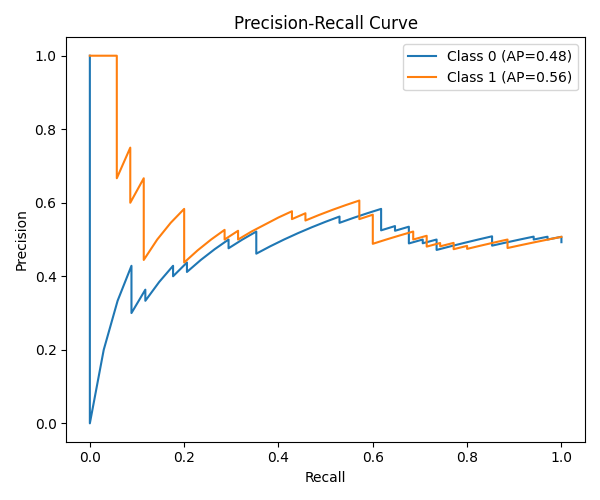 Precision-Recall Curve
Class 0 (AP=0.48)
Class 1 (AP=0.56)
Precision
1.0
0.8
0.6
0.4
0.2
0.0
0.0 0.2 0.4 0.6 0.8 1.0
Recall